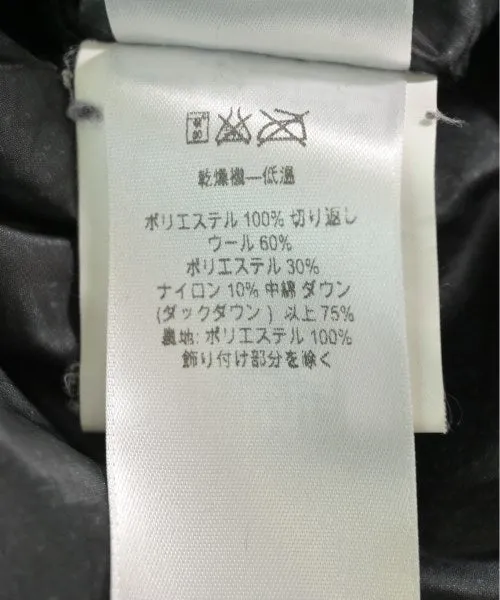 乾燥機ー低温
ポリエステル 100% 切り返し
ウール 60%
ポリエステル 30%
ナイロン 10% 中綿 ダウン
(ダックダウン) 以上 75%
裏地: ポリエステル 100%
飾り付け部分を除く